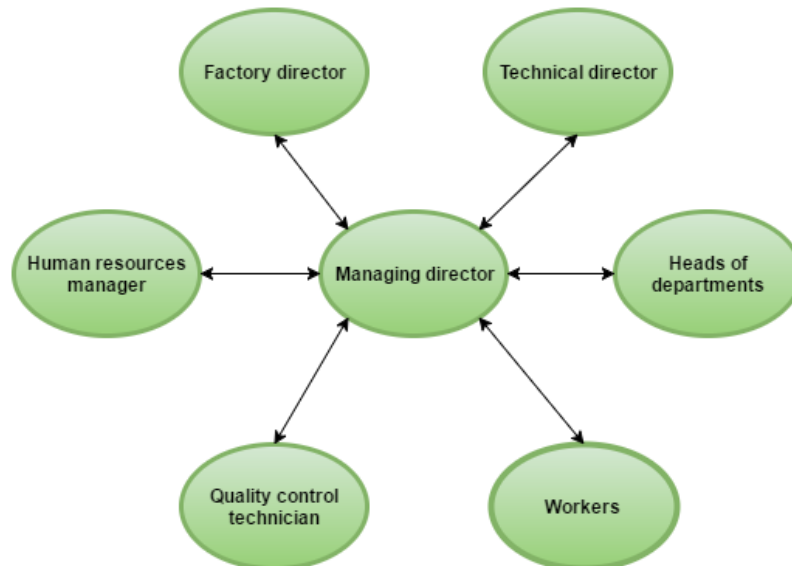 Factory director
Technical director
Human resources
manager
Managing director
Heads of
departments
Quality control
technician
Workers